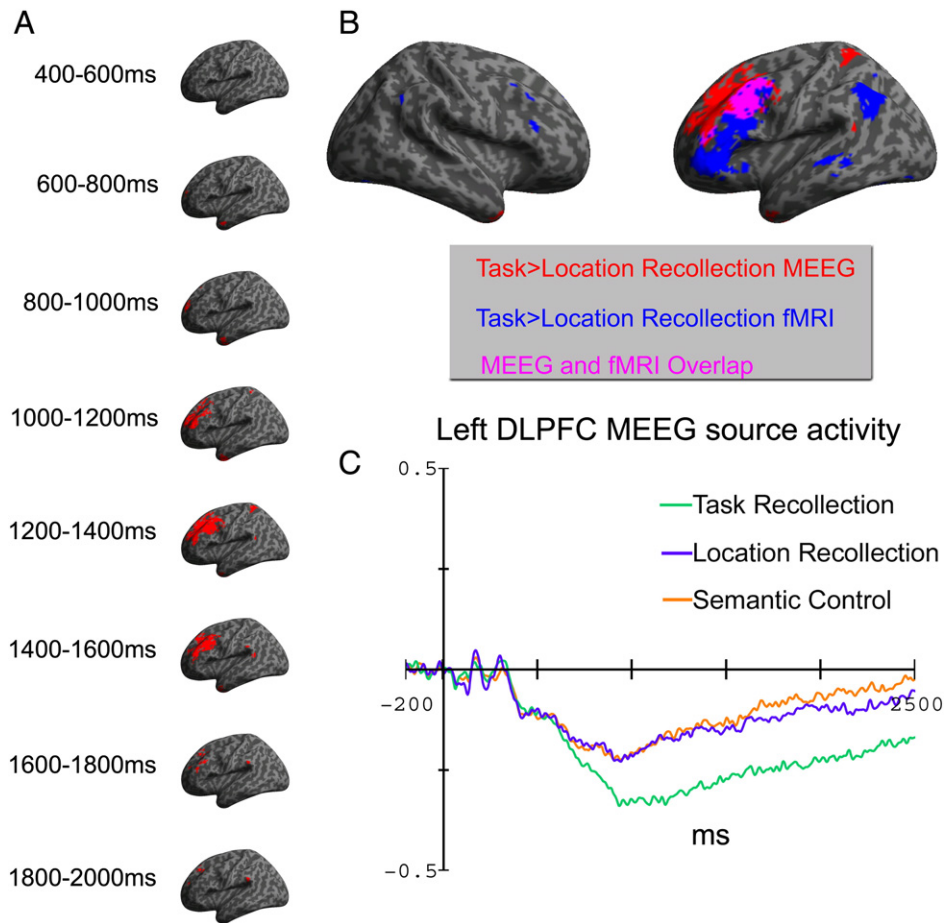 A
400-600ms
600-800ms
800-1000ms
1000-1200ms
1200-1400ms
1400-1600ms
1600-1800ms
1800-2000ms
B
Task>Location Recollection MEEG
Task>Location Recollection fMRI
MEEG and fMRI Overlap
Left DLPFC MEEG source activity
C
0.5
Task Recollection
Location Recollection
Semantic Control
-200
2500
ms
-0.5